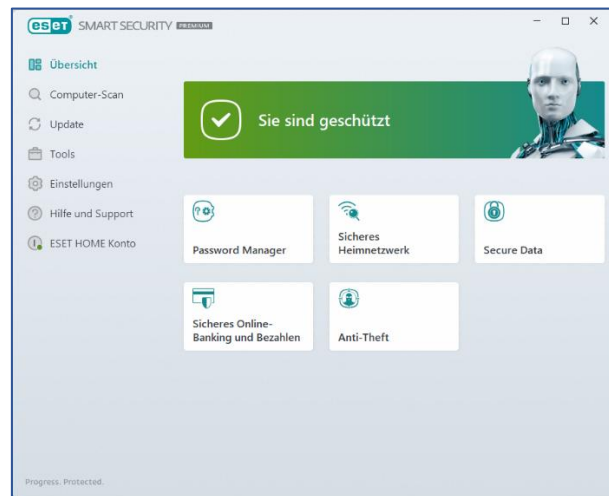 eset SMART SECURITY PREMIUM
Übersicht
Computer-Scan
Update
Tools
Einstellungen
Hilfe und Support
ESET HOME Konto
Sie sind geschützt
Password Manager
Sicheres
Heimnetzwerk
Secure Data
Sicheres Online-
Banking und Bezahlen
Anti-Theft
Progress. Protected.